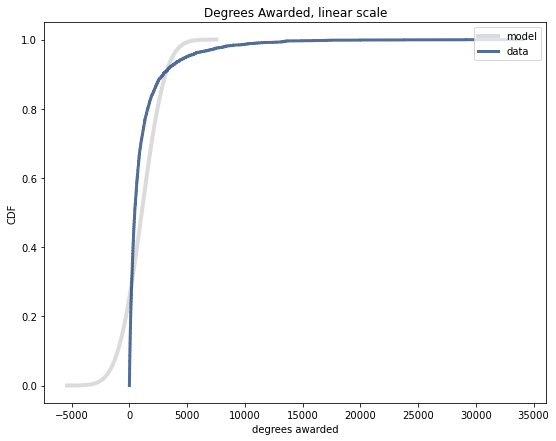 Degrees Awarded, linear scale
model
data
CDF
1.0
0.8
0.6
0.4
0.2
0.0
−5000 0 5000 10000 15000 20000 25000 30000 35000
degrees awarded